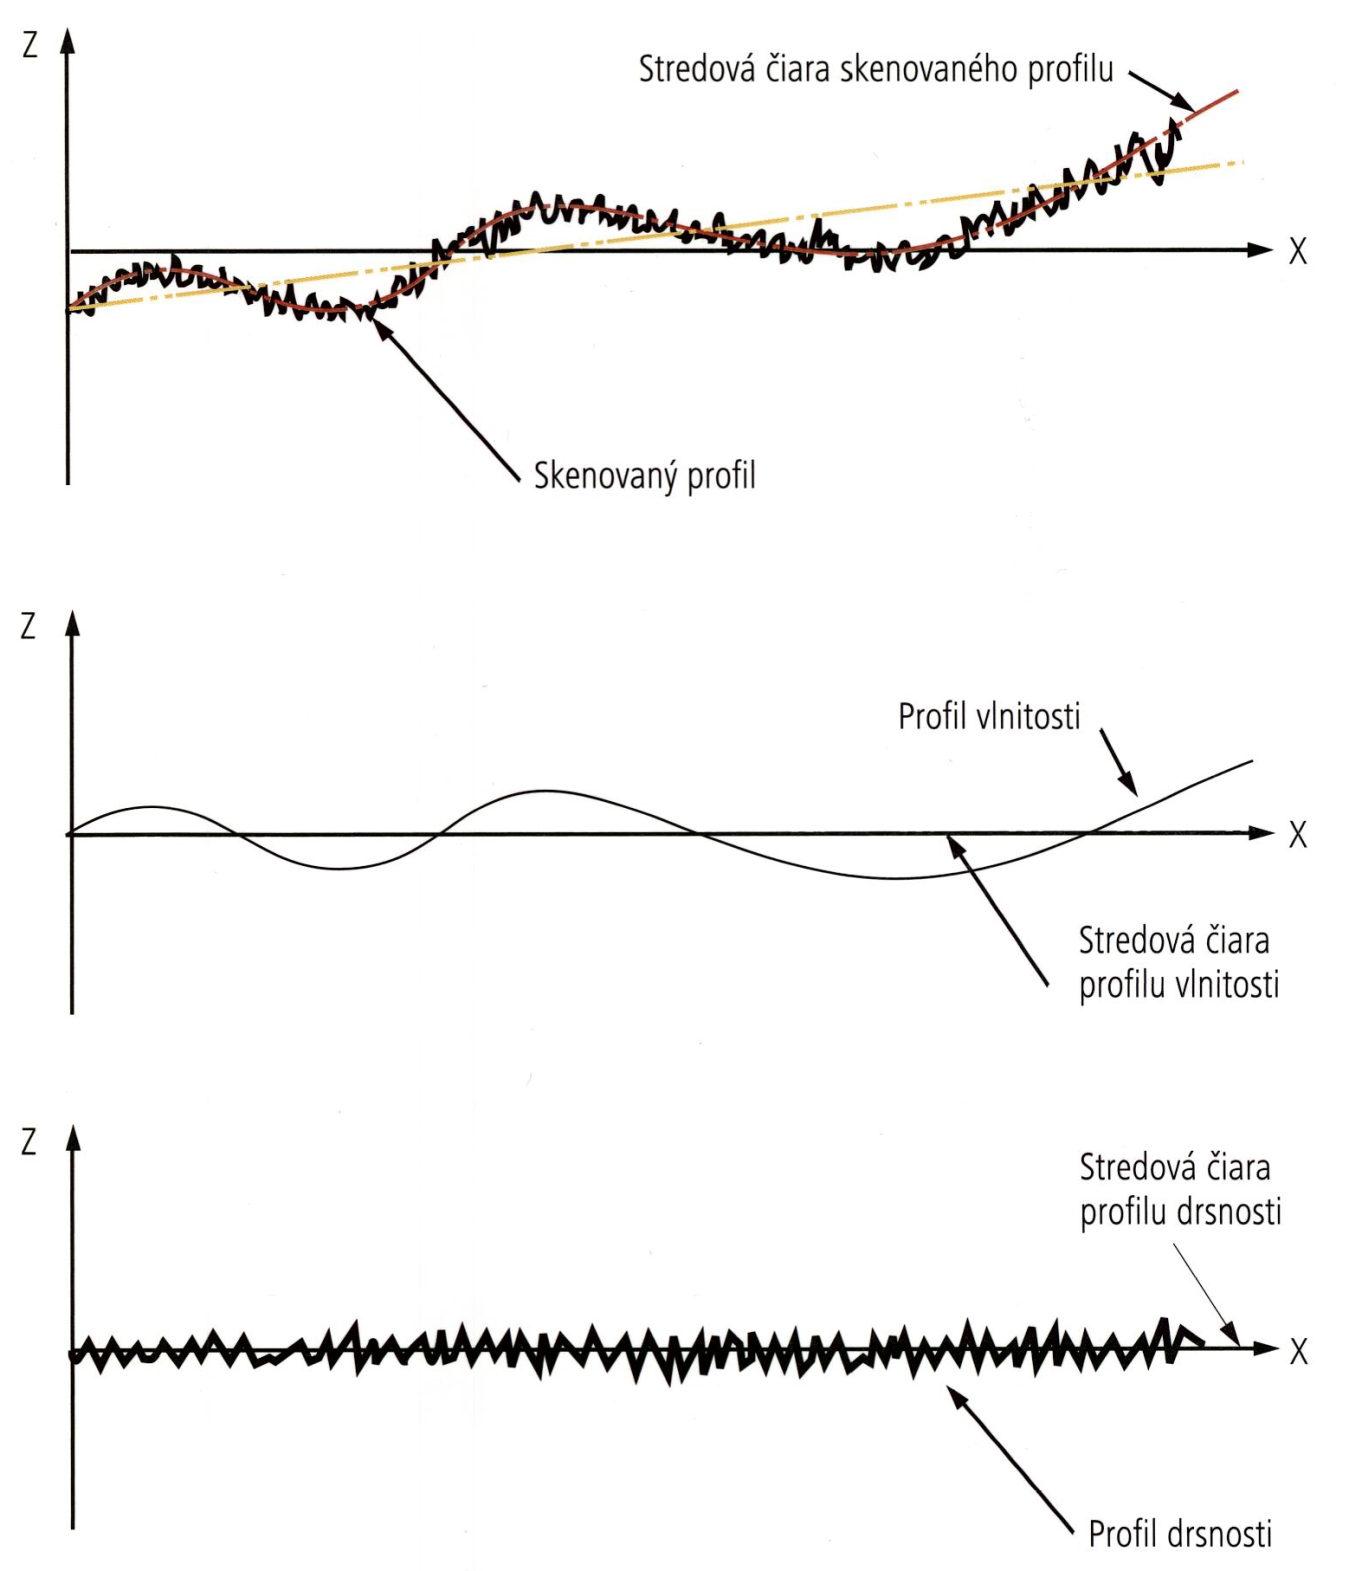 Z
Stredová čiara skenovaného profilu
X
Skenovaný profil
Z
Profil vlnitosti
X
Stredová čiara
profilu vlnitosti
Z
Stredová čiara
profilu drsnosti
X
Profil drsnosti